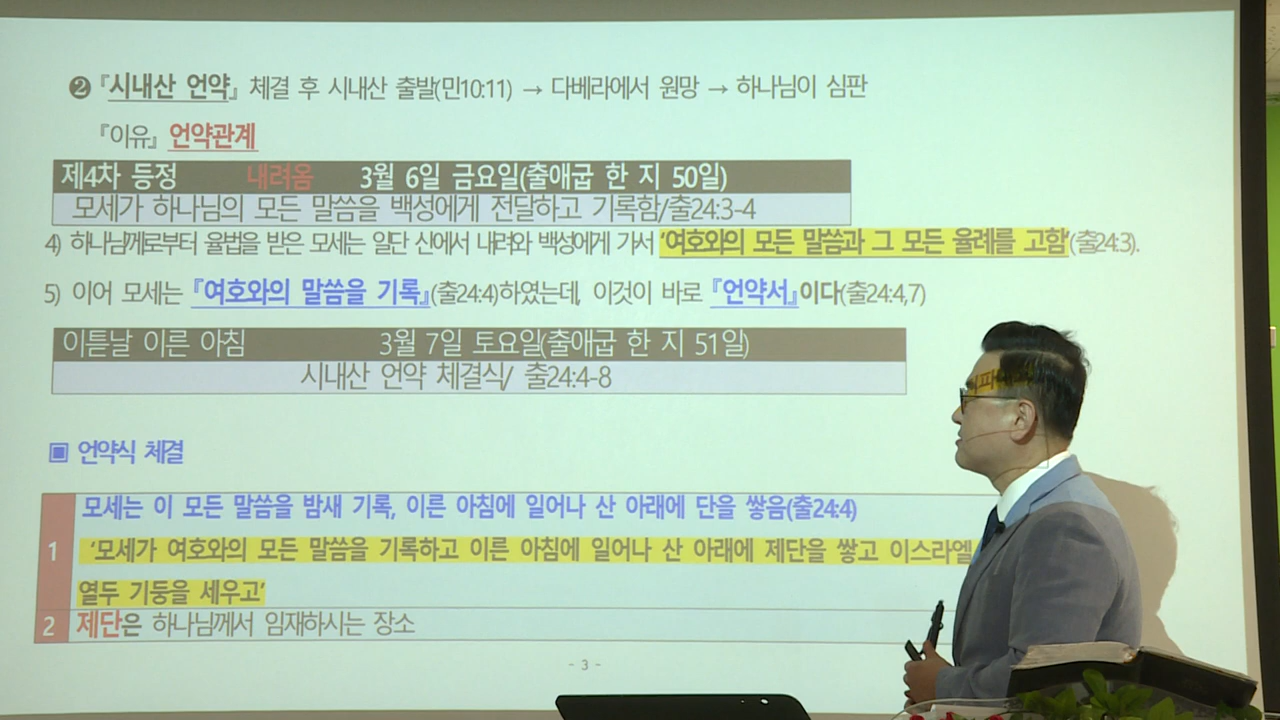 ❷ 『시내산 언약』 체결 후 시내산 출발(민10:11) → 다베라에서 원망 → 하나님이 심판
『이유』 언약관계
제4차 등정 내려옴 3월 6일 금요일(출애굽 한 지 50일)
모세가 하나님의 모든 말씀을 백성에게 전달하고 기록함/출24:3-4
4) 하나님께로부터 율법을 받은 모세는 일단 산에서 내려와 백성에게 가서 ‘여호와의 모든 말씀과 그 모든 율례를 고함’(출24:3).
5) 이어 모세는 『여호와의 말씀을 기록』(출24:4)하였는데, 이것이 바로 『언약서』이다(출24:4,7)
이튿날 이른 아침 3월 7일 토요일(출애굽 한 지 51일)
시내산 언약 체결식/ 출24:4-8
▣ 언약식 체결
모세는 이 모든 말씀을 밤새 기록, 이른 아침에 일어나 산 아래에 단을 쌓음(출24:4)
1 ‘모세가 여호와의 모든 말씀을 기록하고 이른 아침에 일어나 산 아래에 제단을 쌓고 이스라엘
열두 기둥을 세우고’
2 제단은 하나님께서 임재하시는 장소
- 3 -